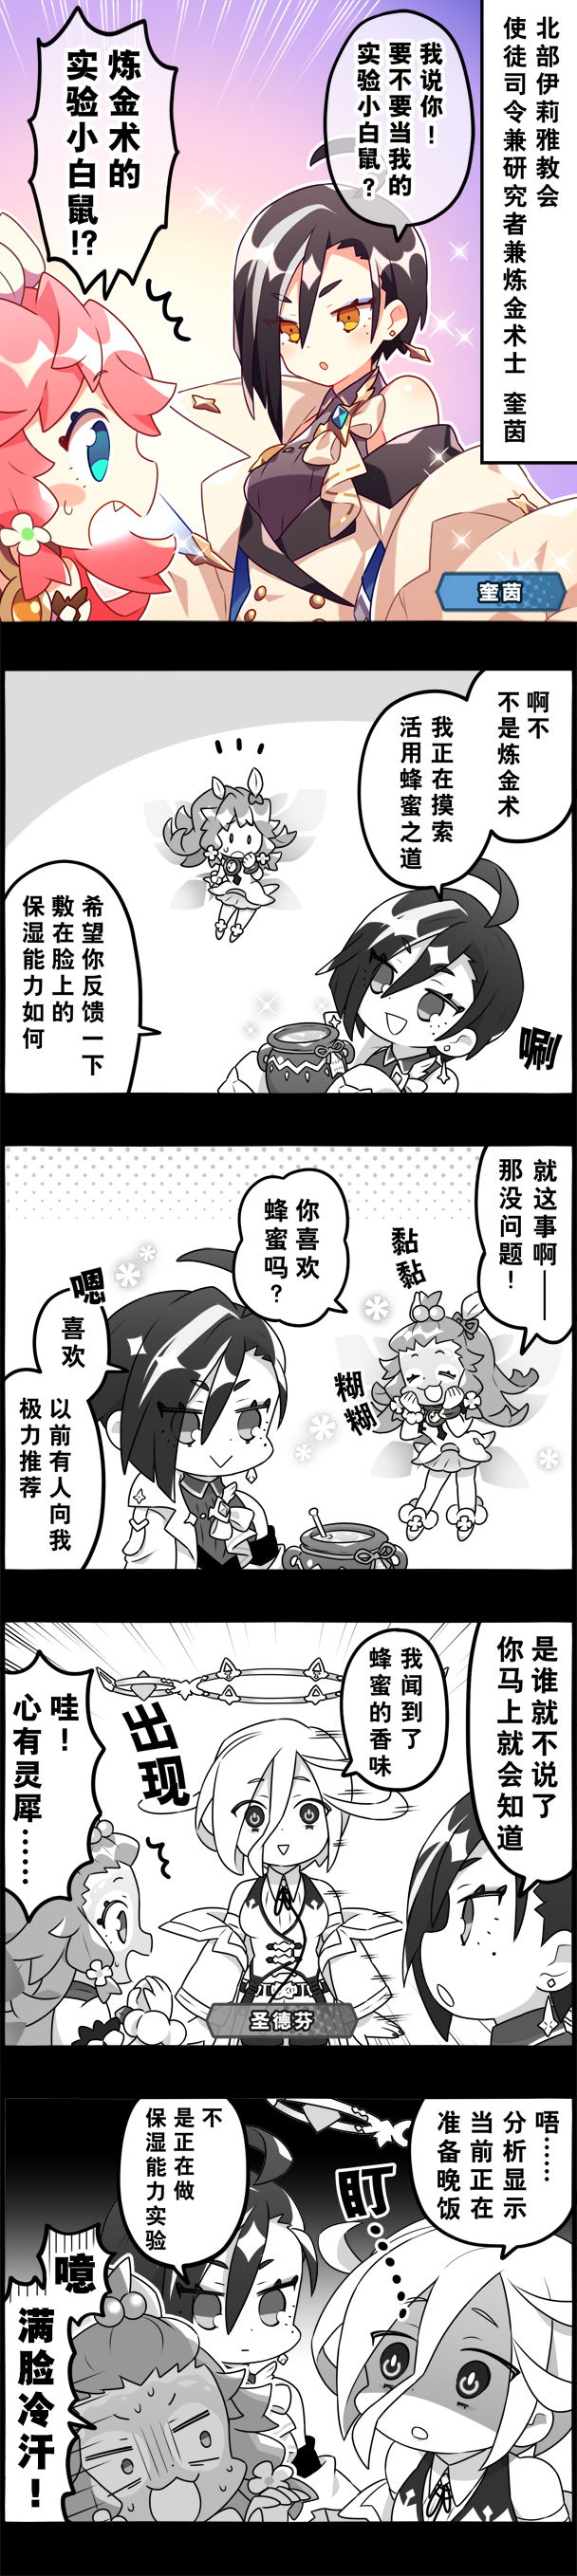 北部伊莉雅教会
使徒司令兼研究者兼炼金术士 奎茵
我说你！
要不要当我的
实验小白鼠？
炼金术的
实验小白鼠!?
奎茵
啊不
不是炼金术
我正在摸索
活用蜂蜜之道
唰
希望你反馈一下
敷在脸上的
保湿能力如何
就这事啊——
那没问题！
黏黏
糊糊
你喜欢
蜂蜜吗？
嗯
喜欢
以前有人向我
极力推荐
是谁就不说了
你马上就会知道
我闻到了
蜂蜜的香味
出现
哇！
心有灵犀……
圣德芬
唔……
分析显示
当前正在
准备晚饭
盯……
不
是正在做
保湿能力实验
噫
满脸冷汗！